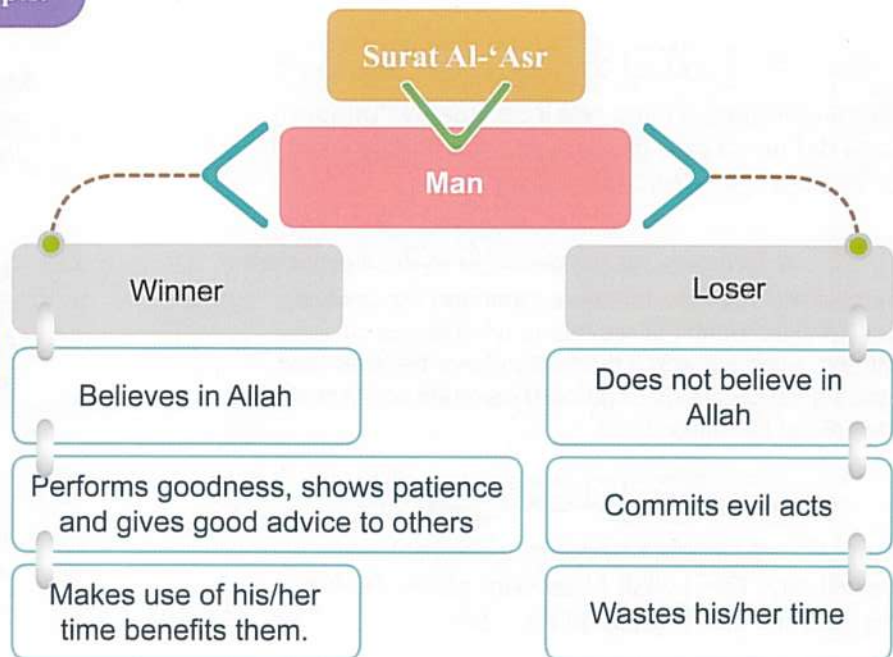 Surat Al-‘Asr
Man
Winner
Loser
Believes in Allah
Does not believe in
Allah
Performs goodness, shows patience
and gives good advice to others
Commits evil acts
Makes use of his/her
time benefits them.
Wastes his/her time